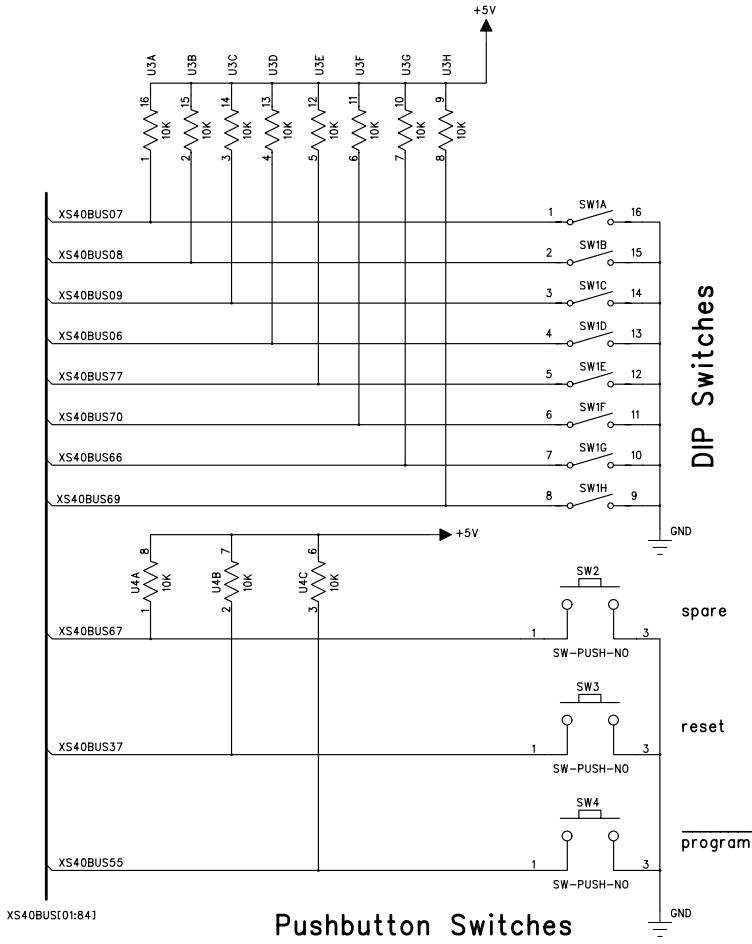 +5V
U3A U3B U3C U3D U3E U3F U3G U3H
16 15 14 13 12 11 10 9
10K 10K 10K 10K 10K 10K 10K 10K
1 2 3 4 5 6 7 8
XS40BUS07 1 SW1A 16
XS40BUS08 2 SW1B 15
XS40BUS09 3 SW1C 14
XS40BUS06 4 SW1D 13
XS40BUS77 5 SW1E 12
XS40BUS70 6 SW1F 11
XS40BUS66 7 SW1G 10
XS40BUS69 8 SW1H 9
DIP Switches
GND
+5V
8 7 6
U4A 10K U4B 10K U4C 10K
1 2 3
SW2
spare
XS40BUS67 1 3
SW-PUSH-NO
SW3
reset
XS40BUS37 1 3
SW-PUSH-NO
SW4
program
XS40BUS55 1 3
SW-PUSH-NO
XS40BUS[01:84]
GND
Pushbutton Switches